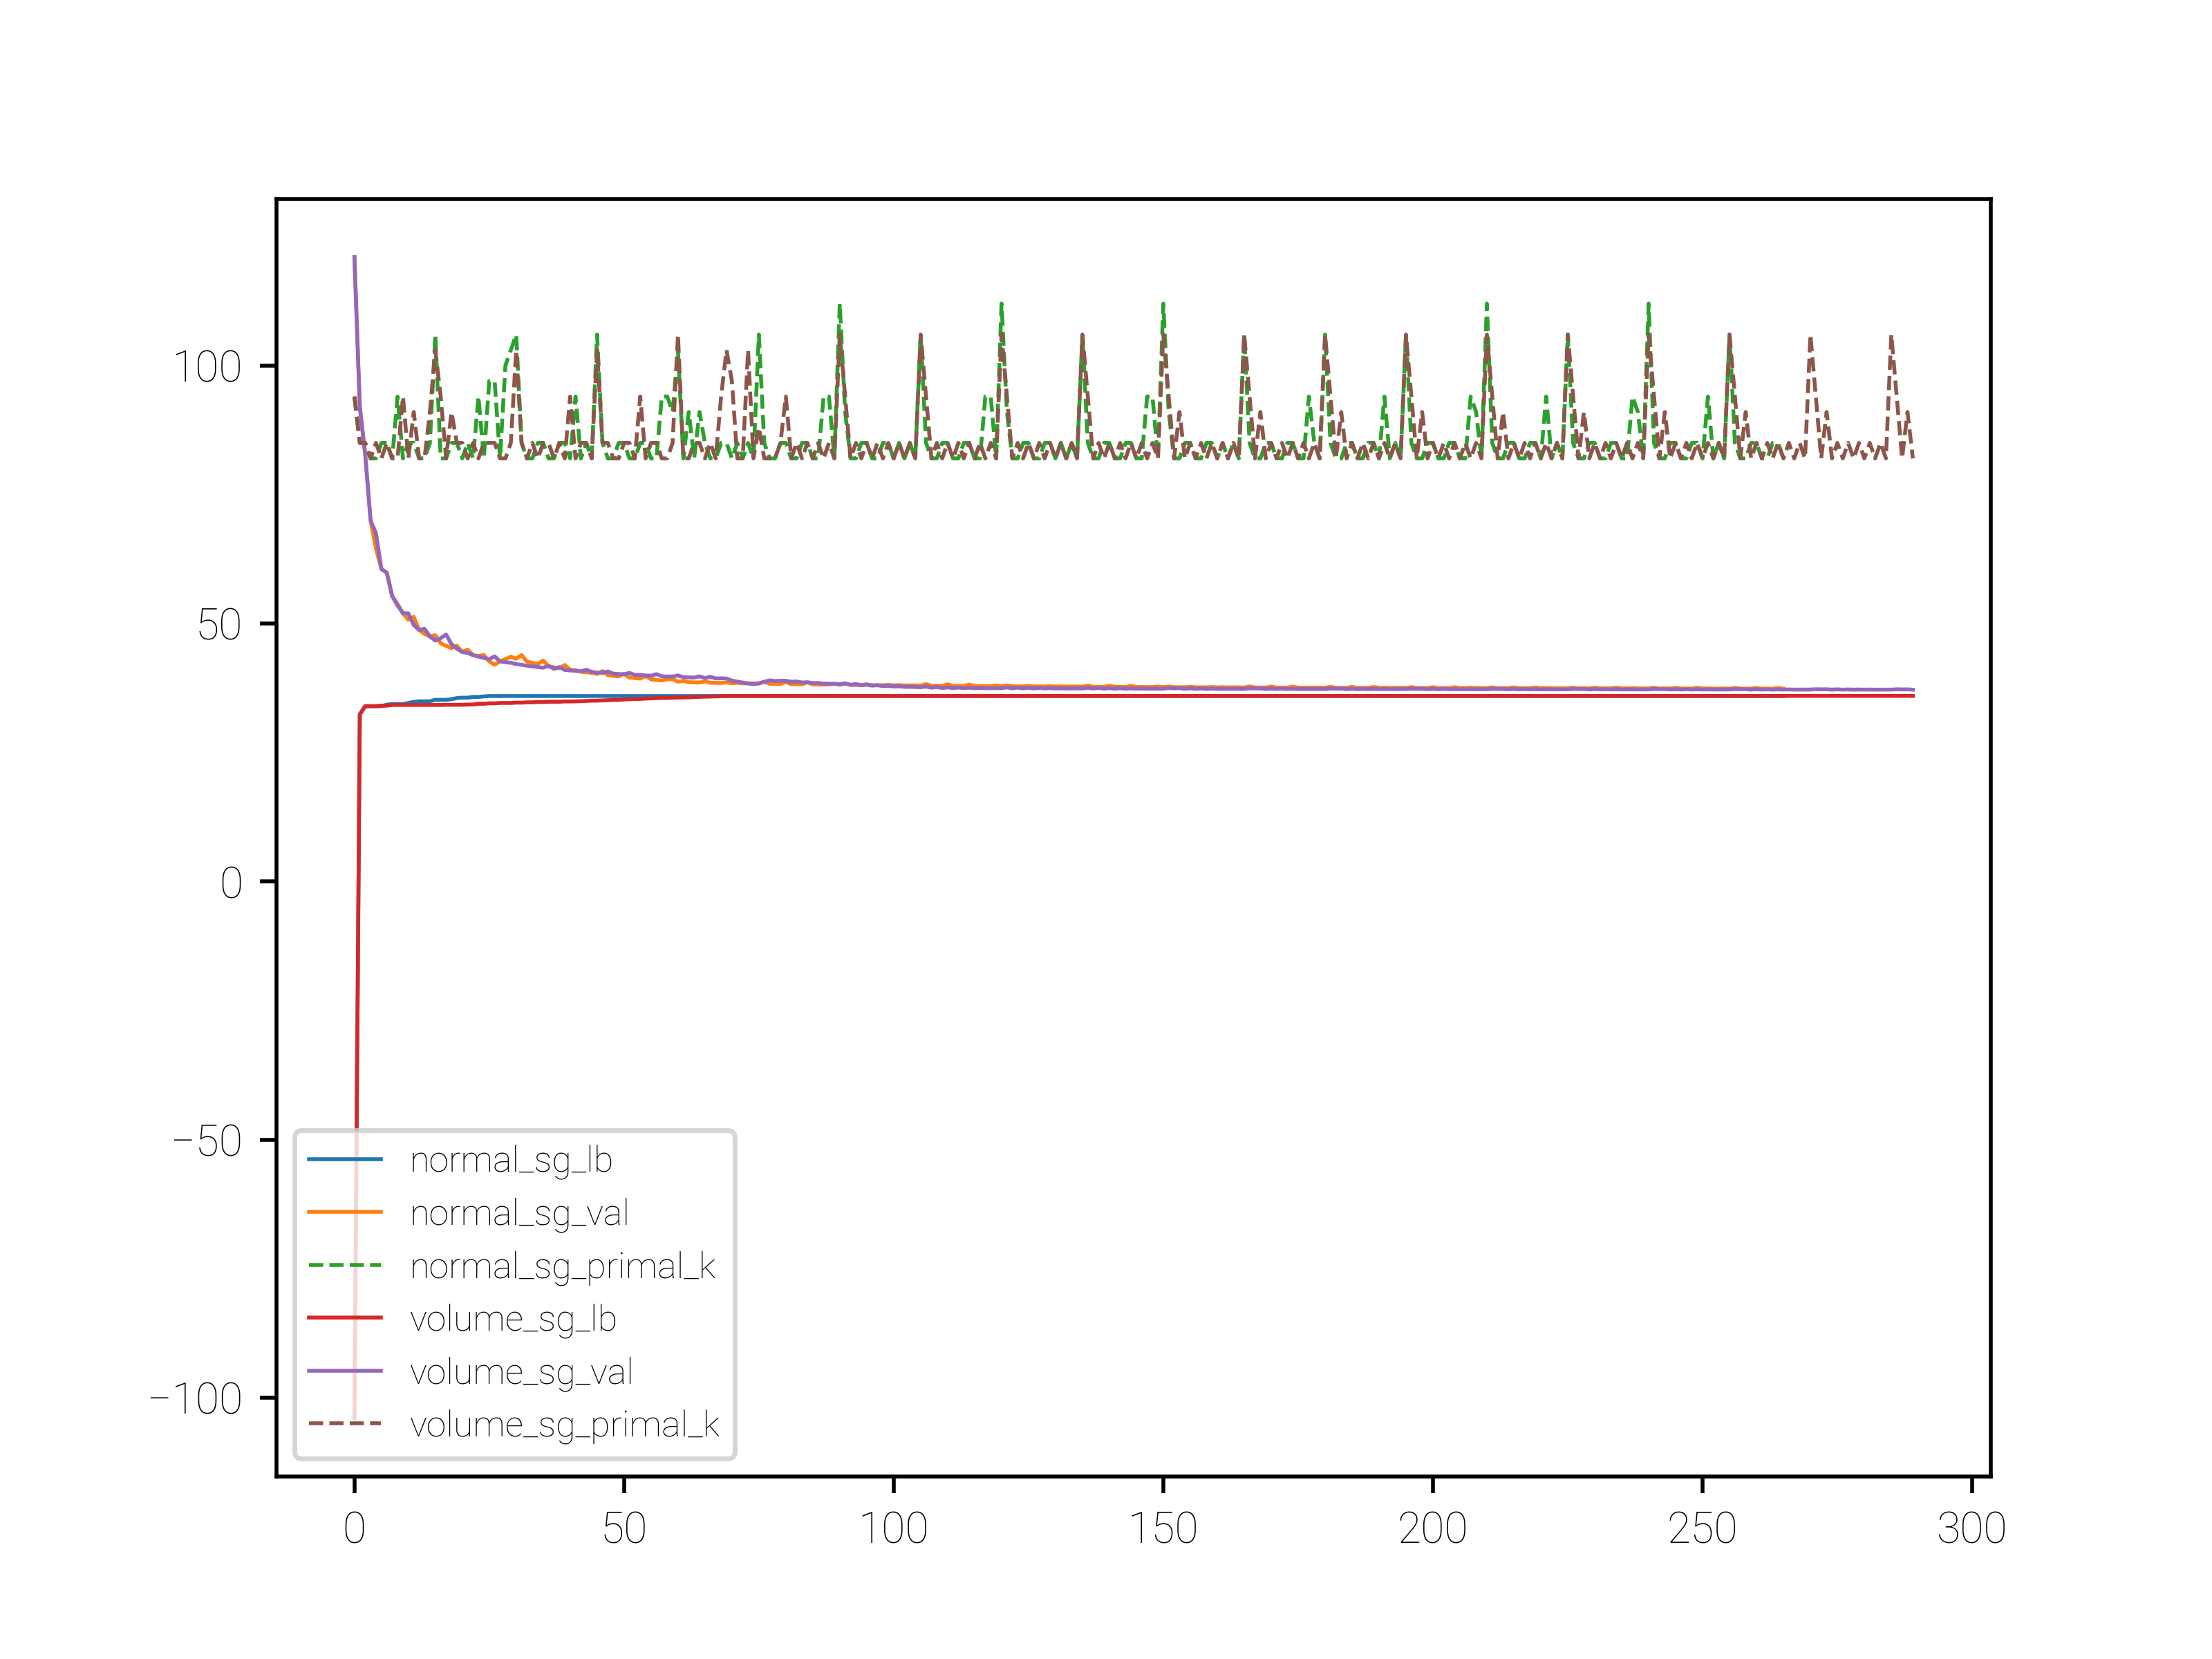 100
50
0
−50
−100
normal_sg_lb
normal_sg_val
normal_sg_primal_k
volume_sg_lb
volume_sg_val
volume_sg_primal_k
0 50 100 150 200 250 300